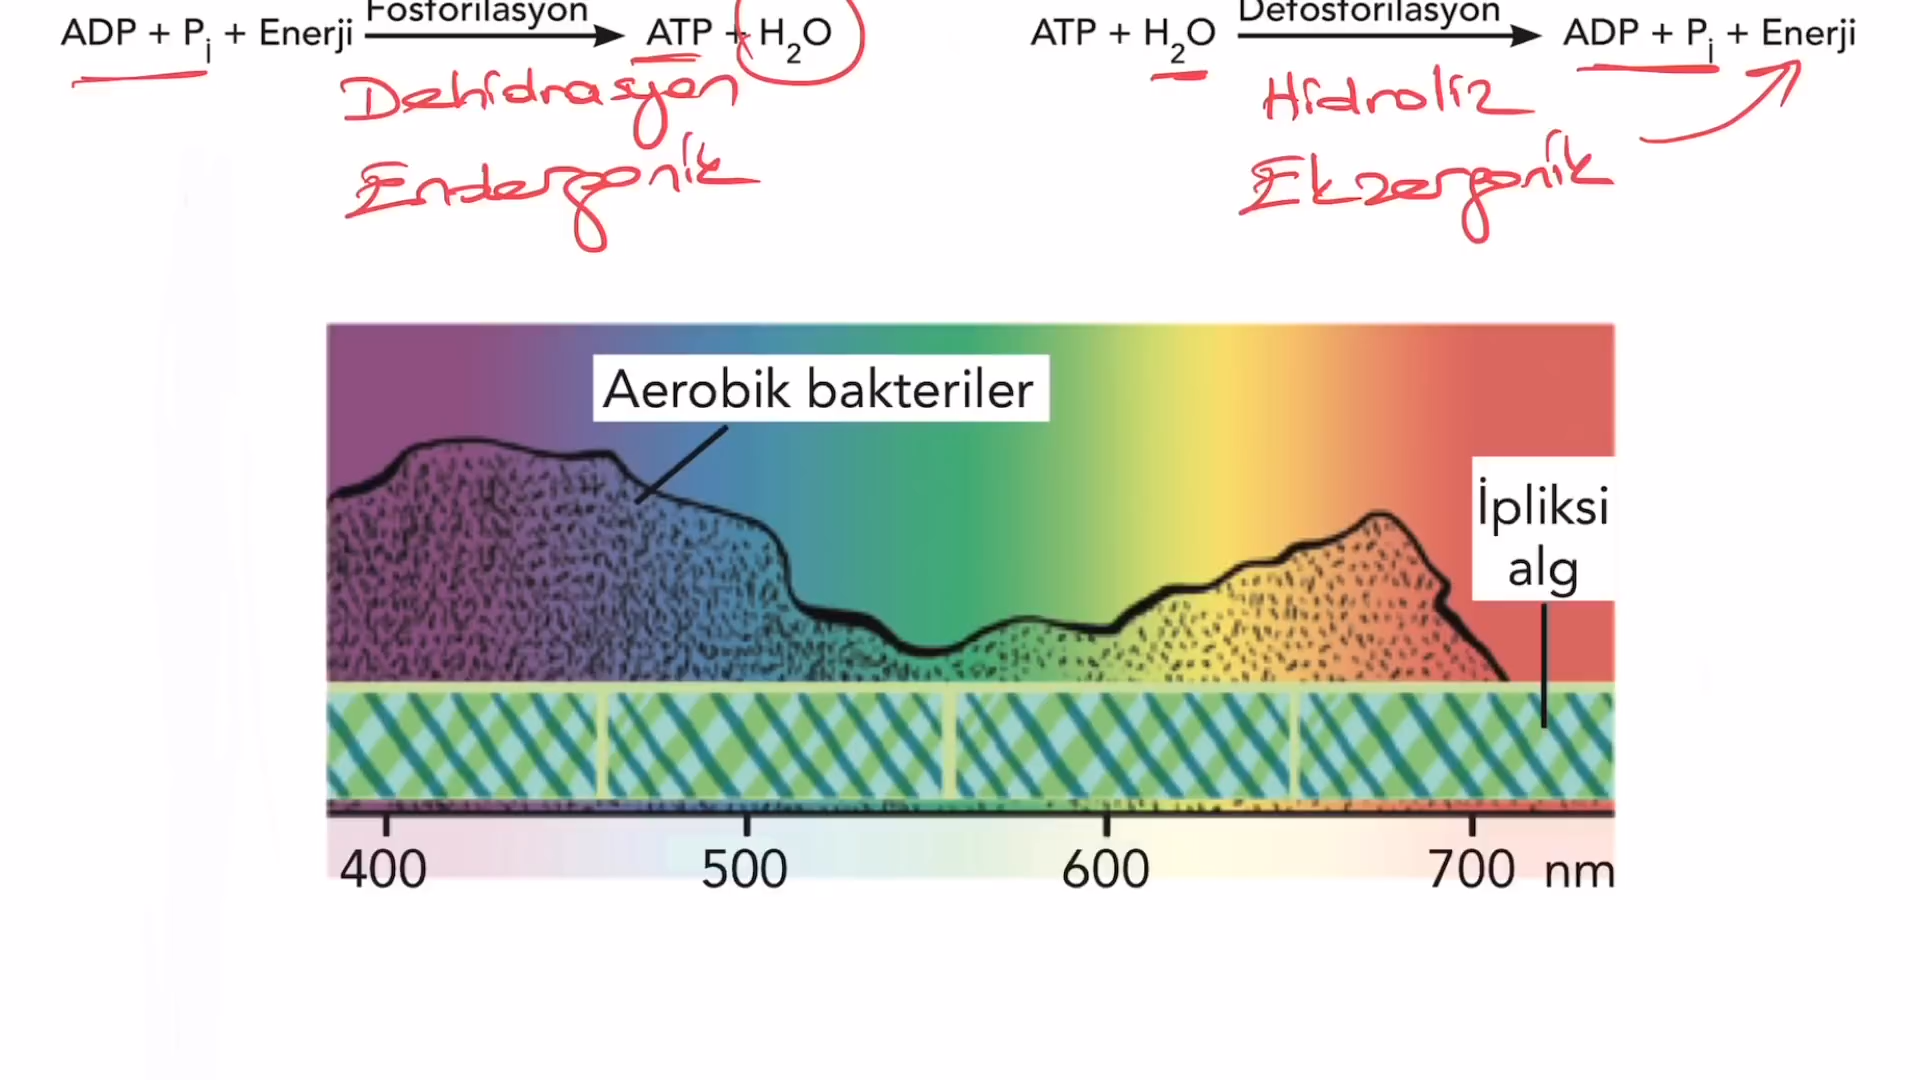 ADP + Pi + Enerji Fosforilasyon ATP + H2O
Dehidrasyon
Endergonik
ATP + H2O Defosforilasyon ADP + Pi + Enerji
Hidroliz
Ekzergonik
Aerobik bakteriler
İpliksi
alg
400 500 600 700 nm